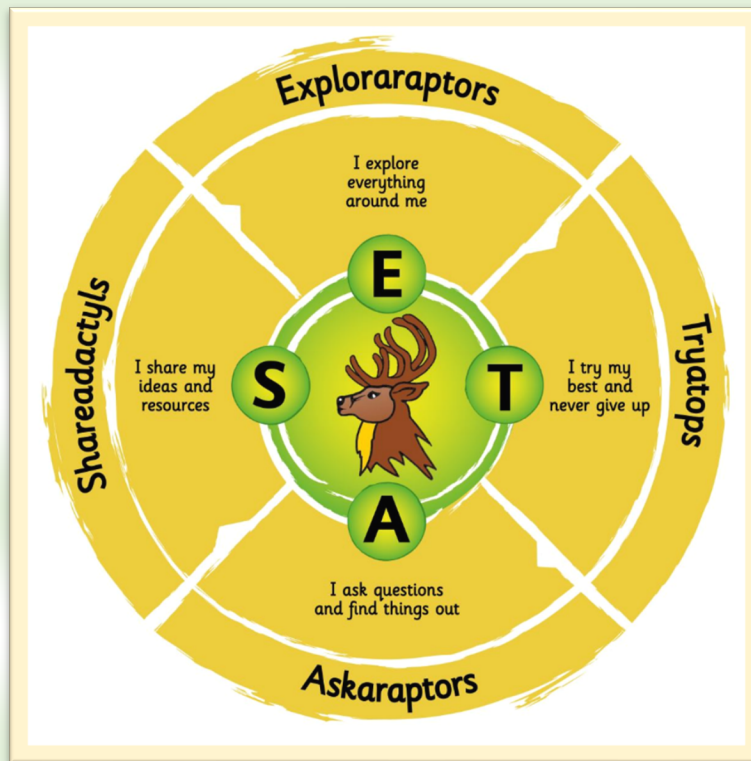 Exploraraptors
I explore
everything
around me
E
Shareadactyls
I share my
ideas and
resources
S
T
I try my
best and
never give up
Tryatops
A
I ask questions
and find things out
Askaraptors